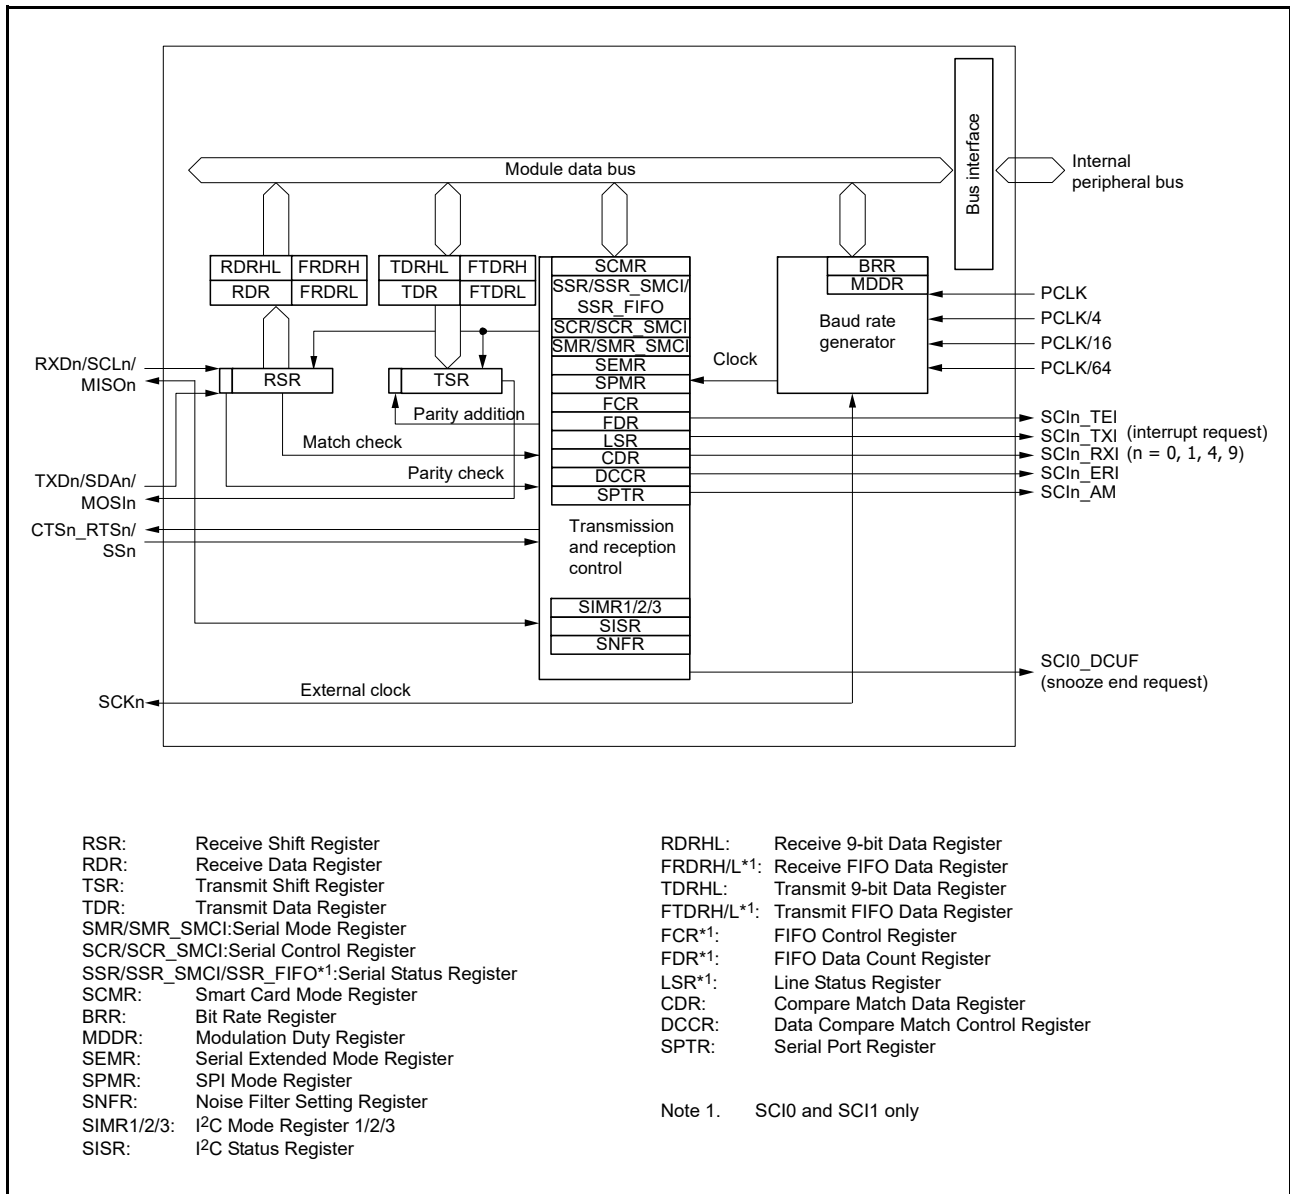 Bus interface
Module data bus
Internal
peripheral bus
RDRHL FRDRH
RDR FRDRL
TDRHL FTDRH
TDR FTDRL
SCMR
SSR/SSR_SMCI/
SSR_FIFO
SCR/SCR_SMCI
SMR/SMR_SMCI
SEMR
SPMR
FCR
FDR
LSR
CDR
DCCR
SPTR
Transmission
and reception
control
SIMR1/2/3
SISR
SNFR
BRR
MDDR
Baud rate
generator
Clock
PCLK
PCLK/4
PCLK/16
PCLK/64
RXDn/SCLn/
MISOn
RSR
TSR
Parity addition
Match check
Parity check
TXDn/SDAn/
MOSIn
CTSn_RTSn/
SSn
SCIn_TEI
SCIn_TXI (interrupt request)
SCIn_RXI (n = 0, 1, 4, 9)
SCIn_ERI
SCIn_AM
SCI0_DCUF
(snooze end request)
External clock
SCKn
RSR: Receive Shift Register
RDR: Receive Data Register
TSR: Transmit Shift Register
TDR: Transmit Data Register
SMR/SMR_SMCI:Serial Mode Register
SCR/SCR_SMCI:Serial Control Register
SSR/SSR_SMCI/SSR_FIFO*1:Serial Status Register
SCMR: Smart Card Mode Register
BRR: Bit Rate Register
MDDR: Modulation Duty Register
SEMR: Serial Extended Mode Register
SPMR: SPI Mode Register
SNFR: Noise Filter Setting Register
SIMR1/2/3: I2C Mode Register 1/2/3
SISR: I2C Status Register
RDRHL: Receive 9-bit Data Register
FRDRH/L*1: Receive FIFO Data Register
TDRHL: Transmit 9-bit Data Register
FTDRH/L*1: Transmit FIFO Data Register
FCR*1: FIFO Control Register
FDR*1: FIFO Data Count Register
LSR*1: Line Status Register
CDR: Compare Match Data Register
DCCR: Data Compare Match Control Register
SPTR: Serial Port Register
Note 1. SCI0 and SCI1 only